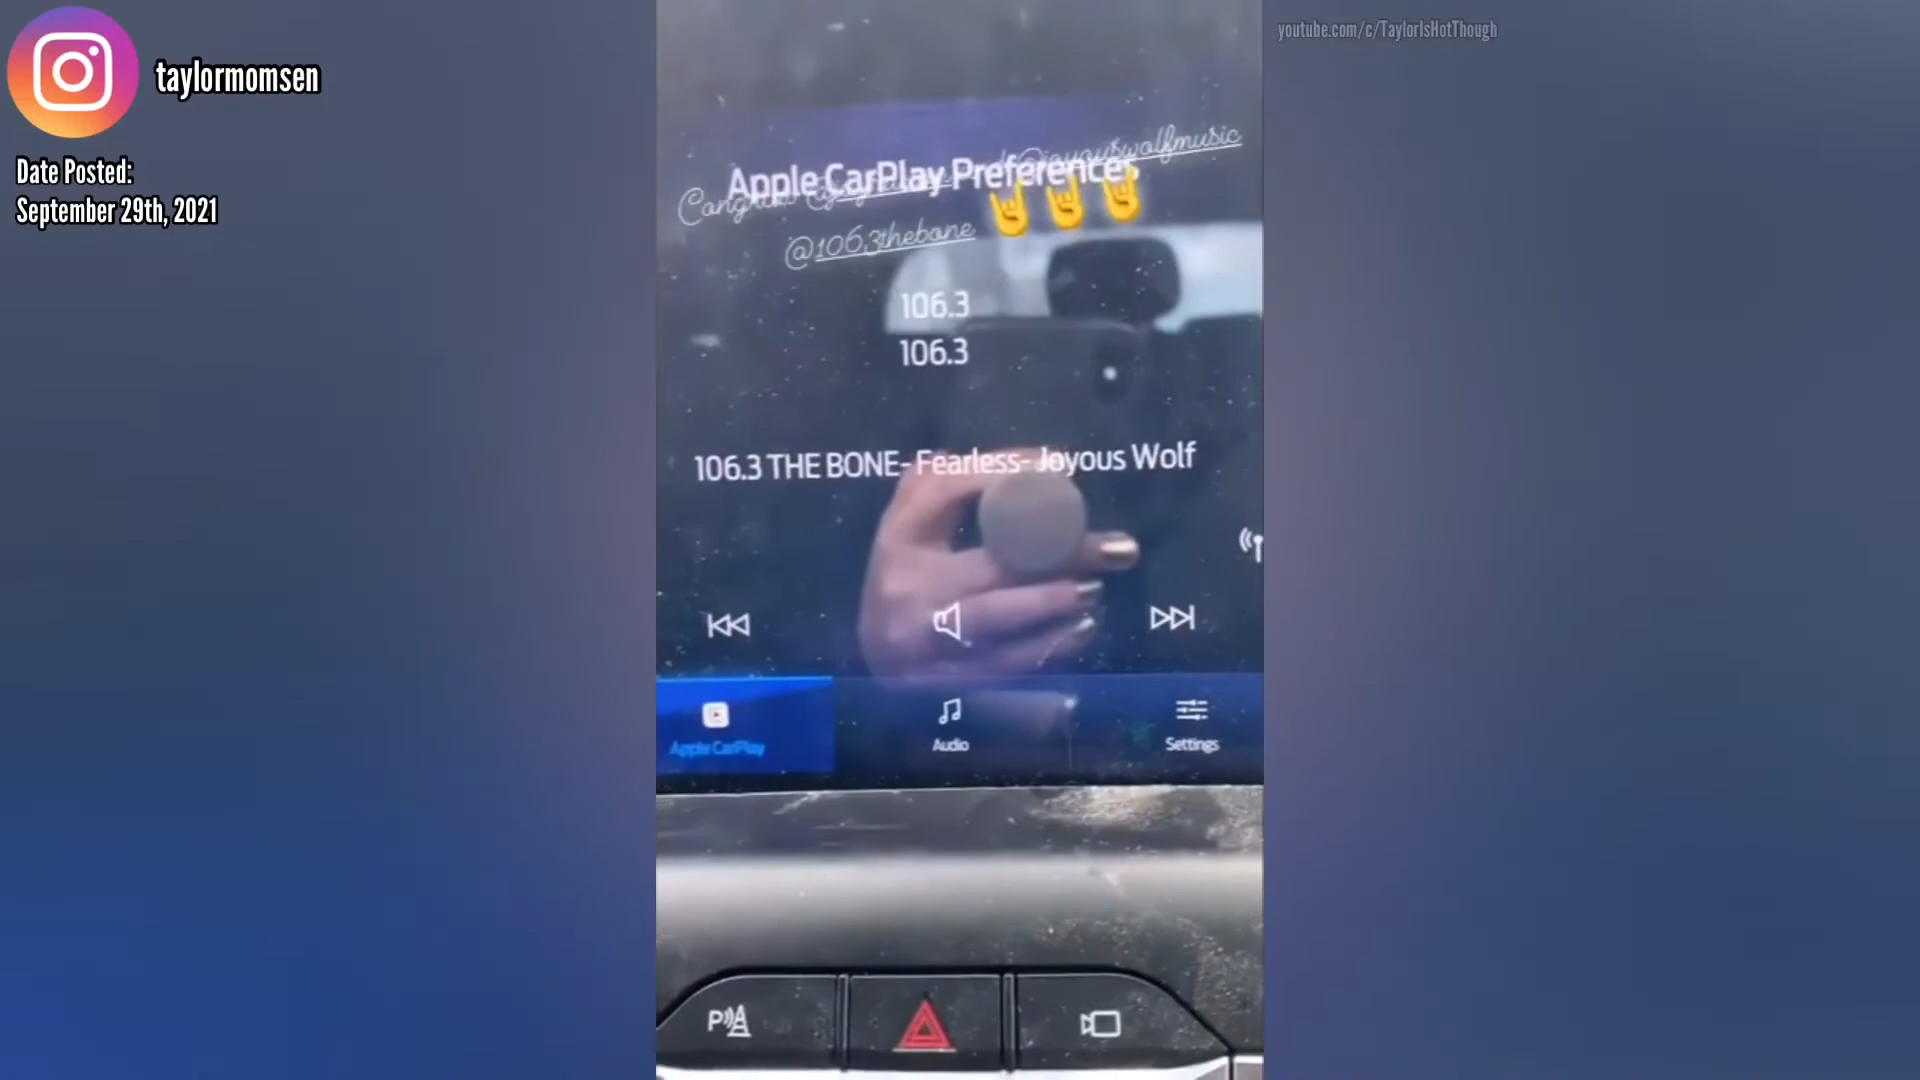 taylormomsen
Date Posted:
September 29th, 2021
youtube.com/c/TaylorIsHotThough
Apple CarPlay Preferences
@joyouswolfmusic
@106.3thebone
106.3
106.3
106.3 THE BONE- Fearless- Joyous Wolf
Apple CarPlay
Audio
Settings
P